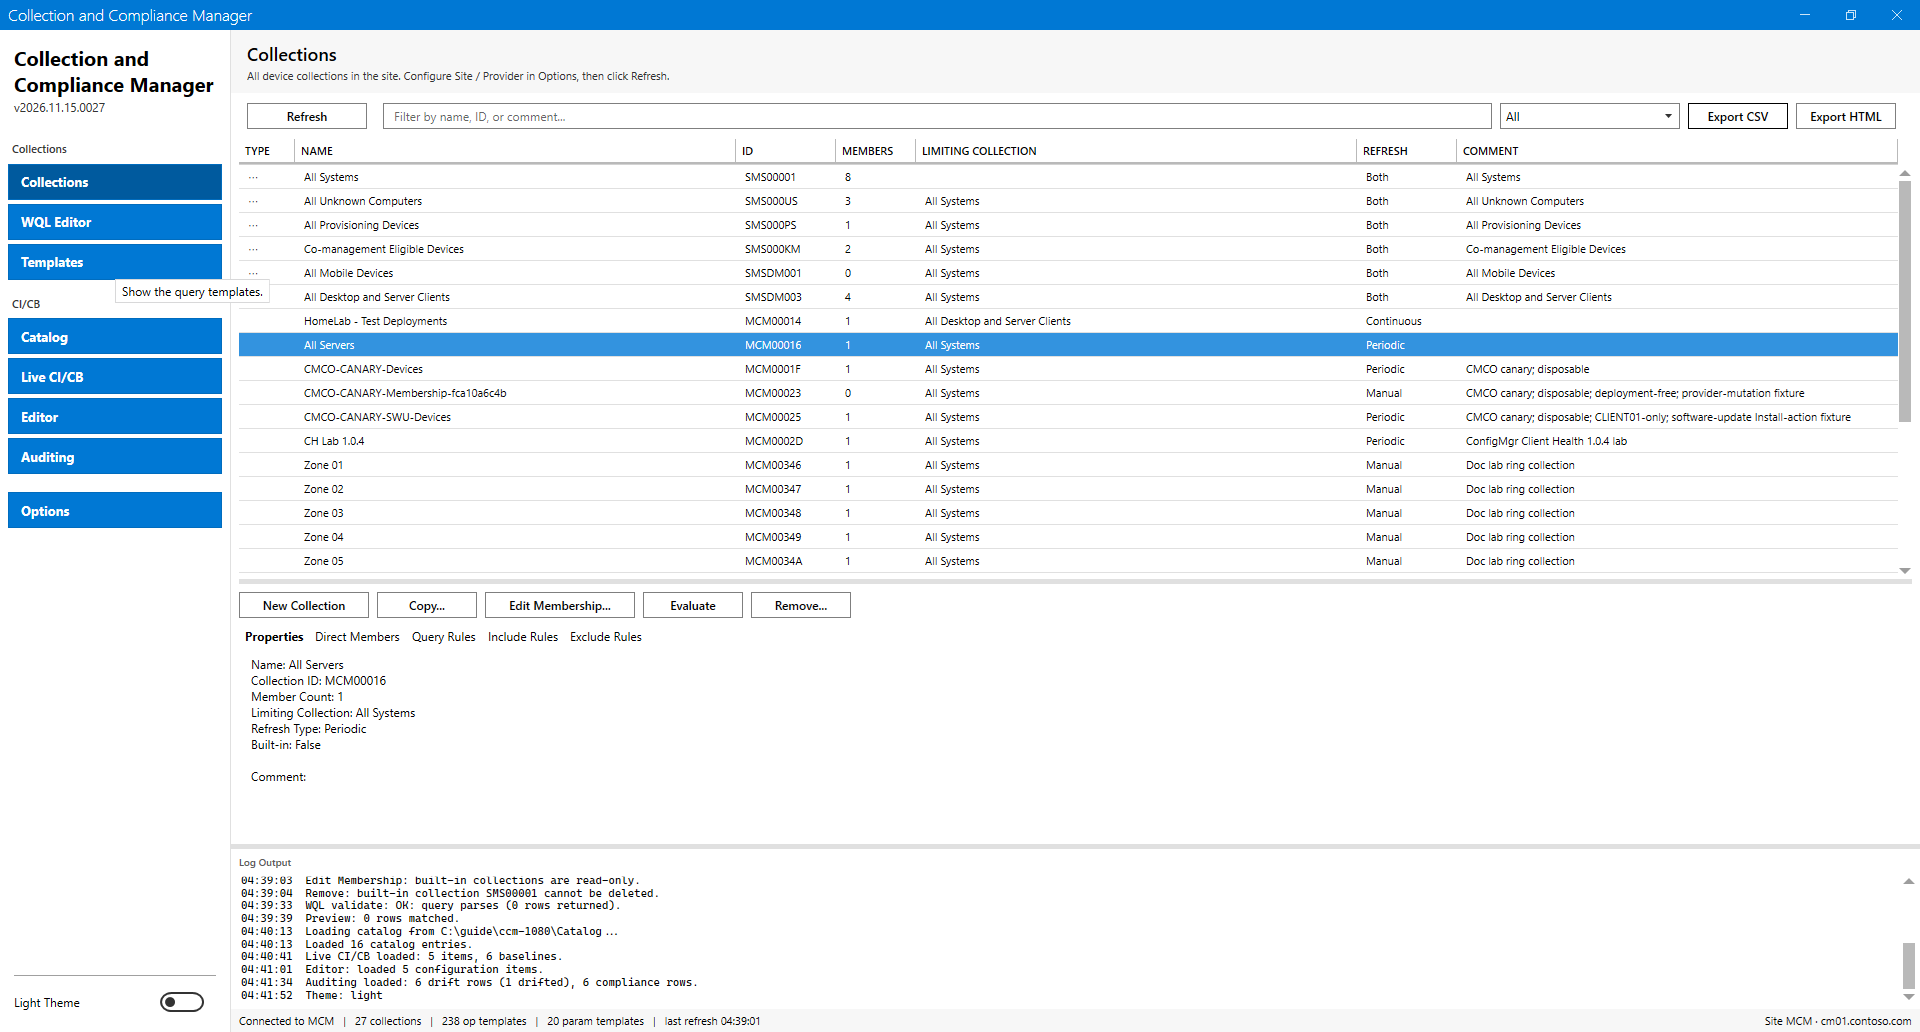 Collection and Compliance Manager
Collection and
Compliance Manager
v2026.11.15.0027
Collections
Collections
WQL Editor
Templates
Show the query templates.
CI/CB
Catalog
Live CI/CB
Editor
Auditing
Options
Light Theme
Collections
All device collections in the site. Configure Site / Provider in Options, then click Refresh.
Refresh
Filter by name, ID, or comment...
All
Export CSV
Export HTML
TYPE NAME ID MEMBERS LIMITING COLLECTION REFRESH COMMENT
... All Systems SMS00001 8 Both All Systems
... All Unknown Computers SMS000US 3 All Systems Both All Unknown Computers
... All Provisioning Devices SMS000PS 1 All Systems Both All Provisioning Devices
... Co-management Eligible Devices SMS000KM 2 All Systems Both Co-management Eligible Devices
... All Mobile Devices SMSDM001 0 All Systems Both All Mobile Devices
All Desktop and Server Clients SMSDM003 4 All Systems Both All Desktop and Server Clients
HomeLab - Test Deployments MCM00014 1 All Desktop and Server Clients Continuous
All Servers MCM00016 1 All Systems Periodic
CMCO-CANARY-Devices MCM0001F 1 All Systems Periodic CMCO canary; disposable
CMCO-CANARY-Membership-fca10a6c4b MCM00023 0 All Systems Manual CMCO canary; disposable; deployment-free; provider-mutation fixture
CMCO-CANARY-SWU-Devices MCM00025 1 All Systems Periodic CMCO canary; disposable; CLIENT01-only; software-update Install-action fixture
CH Lab 1.0.4 MCM0002D 1 All Systems Periodic ConfigMgr Client Health 1.0.4 lab
Zone 01 MCM00346 1 All Systems Manual Doc lab ring collection
Zone 02 MCM00347 1 All Systems Manual Doc lab ring collection
Zone 03 MCM00348 1 All Systems Manual Doc lab ring collection
Zone 04 MCM00349 1 All Systems Manual Doc lab ring collection
Zone 05 MCM0034A 1 All Systems Manual Doc lab ring collection
New Collection
Copy...
Edit Membership...
Evaluate
Remove...
Properties Direct Members Query Rules Include Rules Exclude Rules
Name: All Servers
Collection ID: MCM00016
Member Count: 1
Limiting Collection: All Systems
Refresh Type: Periodic
Built-in: False
Comment:
Log Output
04:39:03 Edit Membership: built-in collections are read-only.
04:39:04 Remove: built-in collection SMS00001 cannot be deleted.
04:39:33 WQL validate: OK: query parses (0 rows returned).
04:39:39 Preview: 0 rows matched.
04:40:13 Loading catalog from C:\guide\ccm-1080\Catalog...
04:40:13 Loaded 16 catalog entries.
04:40:41 Live CI/CB loaded: 5 items, 6 baselines.
04:41:01 Editor: loaded 5 configuration items.
04:41:34 Auditing loaded: 6 drift rows (1 drifted), 6 compliance rows.
04:41:52 Theme: light
Connected to MCM | 27 collections | 238 op templates | 20 param templates | last refresh 04:39:01
Site MCM · cm01.contoso.com